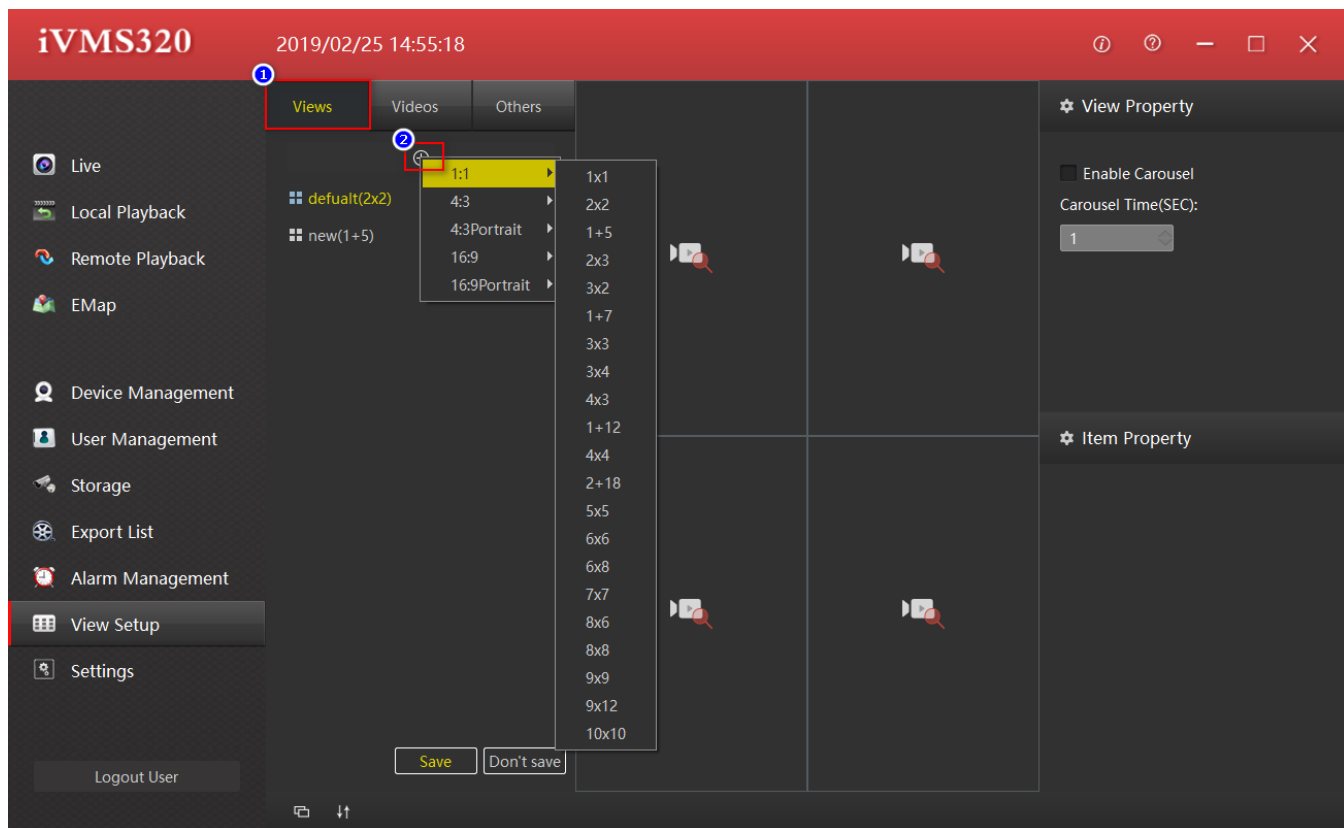 iVMS320
2019/02/25 14:55:18
1
Views
Videos
Others
2
defualt(2x2)
new(1+5)
1:1
4:3
4:3Portrait
16:9
16:9Portrait
1x1
2x2
1+5
2x3
3x2
1+7
3x3
3x4
4x3
1+12
4x4
2+18
5x5
6x6
6x8
7x7
8x6
8x8
9x9
9x12
10x10
Save
Don't save
Live
Local Playback
Remote Playback
EMap
Device Management
User Management
Storage
Export List
Alarm Management
View Setup
Settings
Logout User
View Property
Enable Carousel
Carousel Time(SEC):
1
Item Property